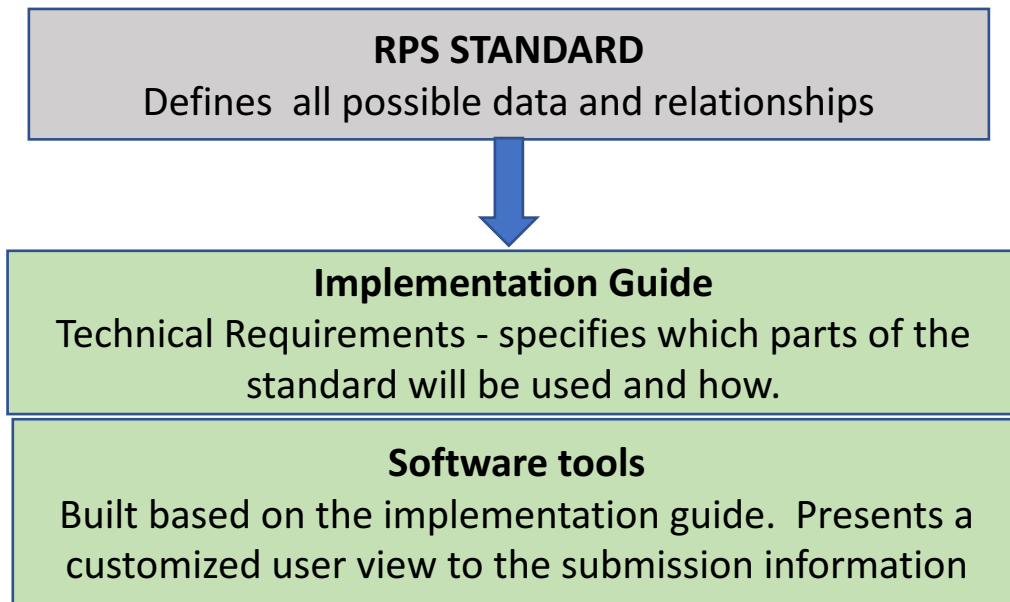 RPS STANDARD
Defines  all possible data and relationships
Implementation Guide
Technical Requirements - specifies which parts of the
standard will be used and how.
Software tools
Built based on the implementation guide.  Presents a
customized user view to the submission information